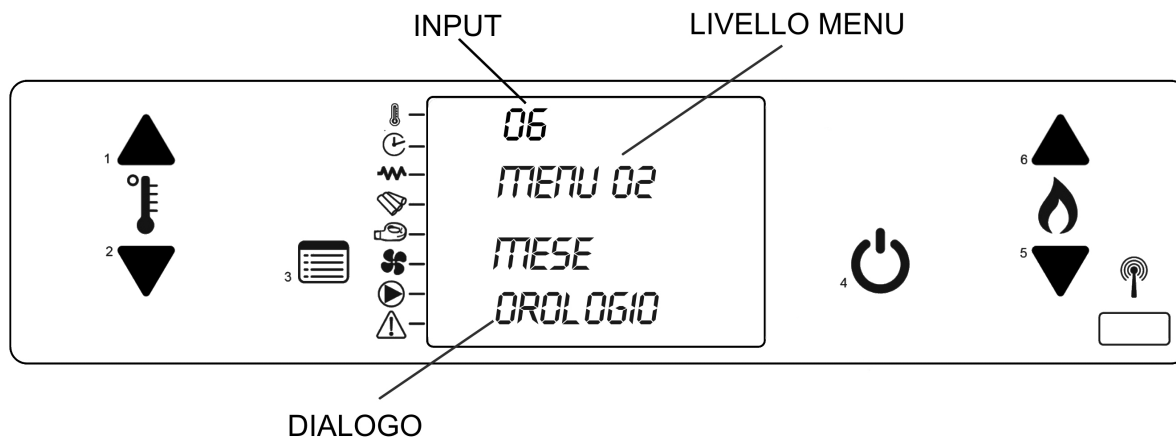 INPUT
LIVELLO MENU
06
MENU 02
MESE
OROLOGIO
1
2
3
4
6
5
DIALOGO